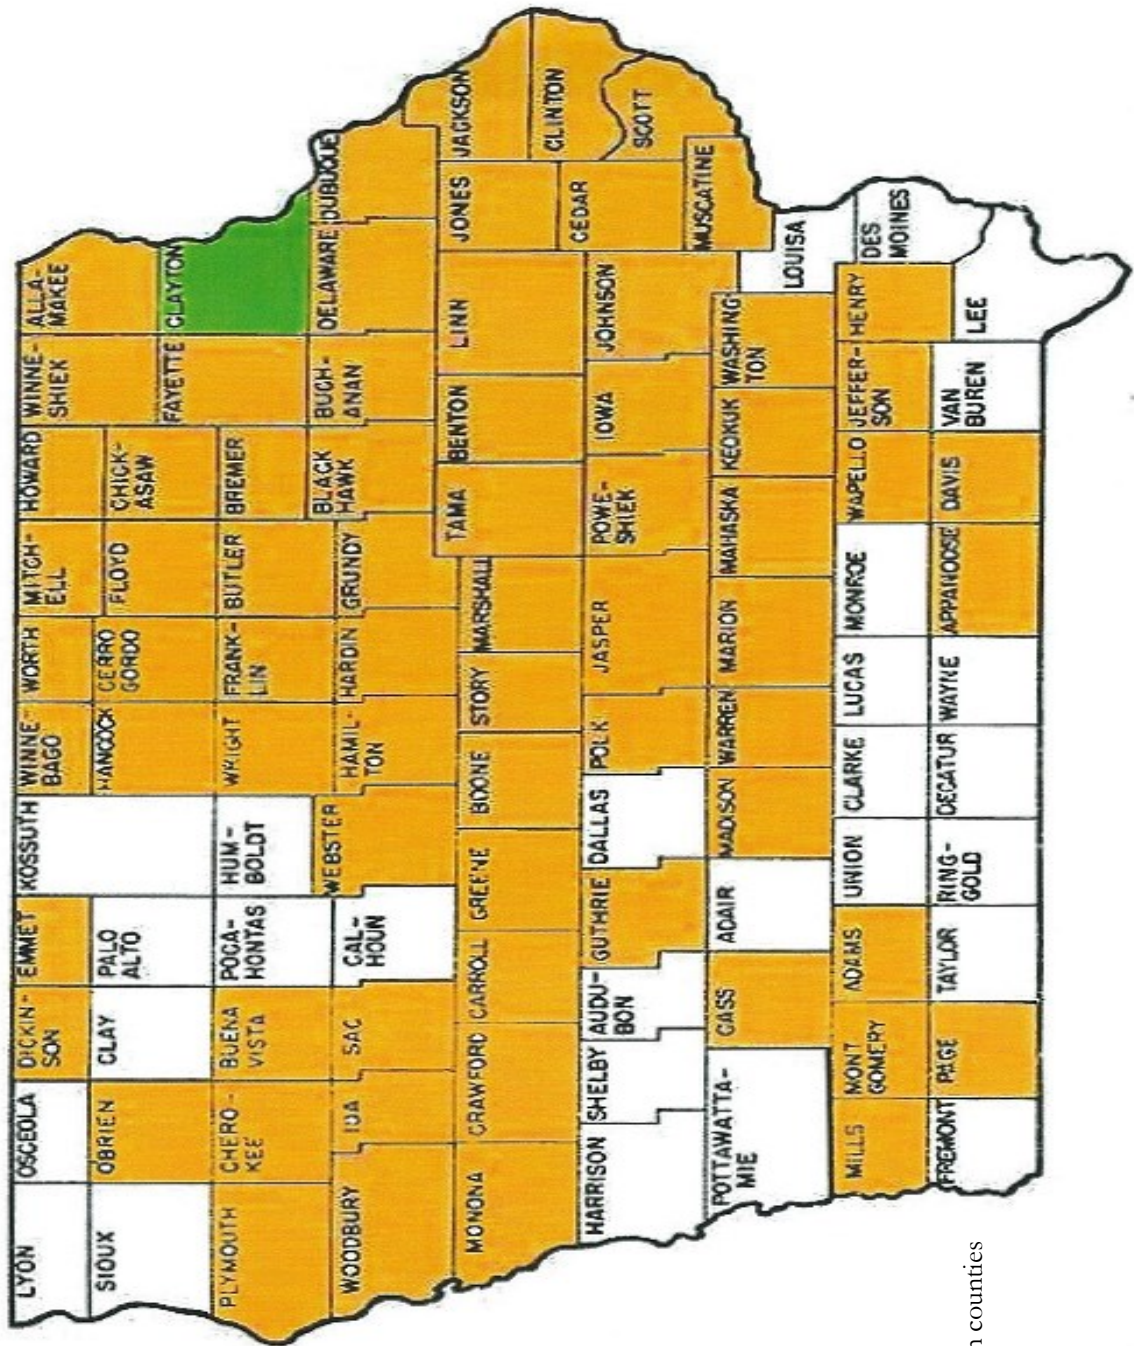 LYON
OSCEOLA
DICKIN-
SON
EMMET
KOSSUTH
WINNE-
BAGO
WORTH
MITCH-
ELL
HOWARD
WINNE-
SHIEK
ALLA-
MAKEE
SIOUX
OBRIEN
CLAY
PALO
ALTO
HANCOCK
CERRO
GORDO
FLOYD
CHICK-
ASAW
FAYETTE
CLAYTON
PLYMOUTH
CHERO-
KEE
BUENA
VISTA
POCA-
HONTAS
HUM-
BOLDT
WRIGHT
FRANK-
LIN
BUTLER
BREMER
WOODBURY
IDA
SAC
CAL-
HOUN
WEBSTER
HAMIL-
TON
HARDIN
GRUNDY
BLACK
HAWK
BUCH-
ANAN
DELAWARE
DUBUQUE
MONONA
CRAWFORD
CARROLL
GREENE
BOONE
STORY
MARSHALL
TAMA
BENTON
LINN
JONES
JACKSON
HARRISON
SHELBY
AUDU-
BON
GUTHRIE
DALLAS
POLK
JASPER
POWE-
SHIEK
IOWA
JOHNSON
CEDAR
CLINTON
SCOTT
POTTAWATTA-
MIE
CASS
ADAIR
MADISON
WARREN
MARION
MAHASKA
KEOKUK
WASHING-
TON
MUSCATINE
LOUISA
MILLS
MONT
GOMERY
ADAMS
UNION
CLARKE
LUCAS
MONROE
WAPELLO
JEFFER-
SON
HENRY
DES
MOINES
FREMONT
PAGE
TAYLOR
RING-
GOLD
DECATUR
WAYNE
APPANOOSE
DAVIS
VAN
BUREN
LEE
counties